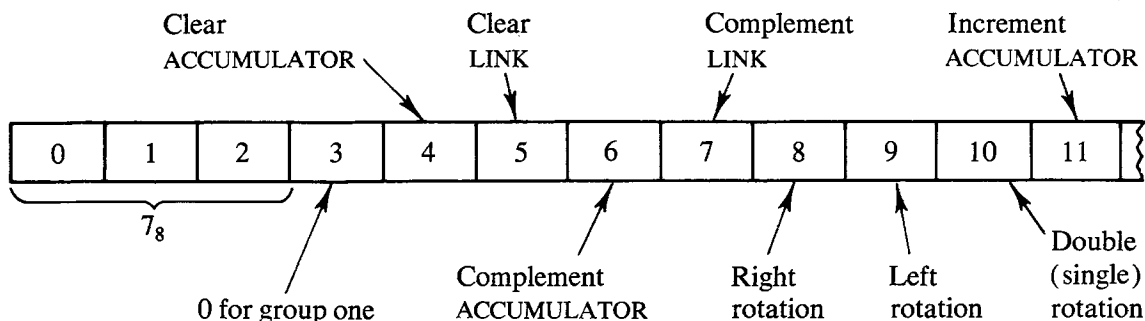 Clear
ACCUMULATOR
Clear
LINK
Complement
LINK
Increment
ACCUMULATOR
0 1 2 3 4 5 6 7 8 9 10 11
7₈
0 for group one
Complement
ACCUMULATOR
Right
rotation
Left
rotation
Double
(single)
rotation